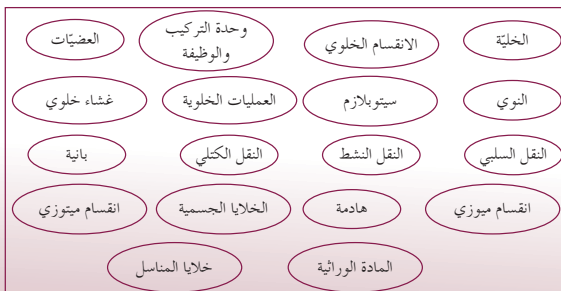 الخليّة
الانقسام الخلوي
وحدة التركيب
والوظيفة
العضيّات
النوي
سيتوبلازم
العمليات الخلوية
غشاء خلوي
النقل السلبي
النقل النشط
النقل الكتلي
بانية
انقسام ميوزي
هادمة
الخلايا الجسمية
انقسام ميتوزي
المادة الوراثية
خلايا المناسل